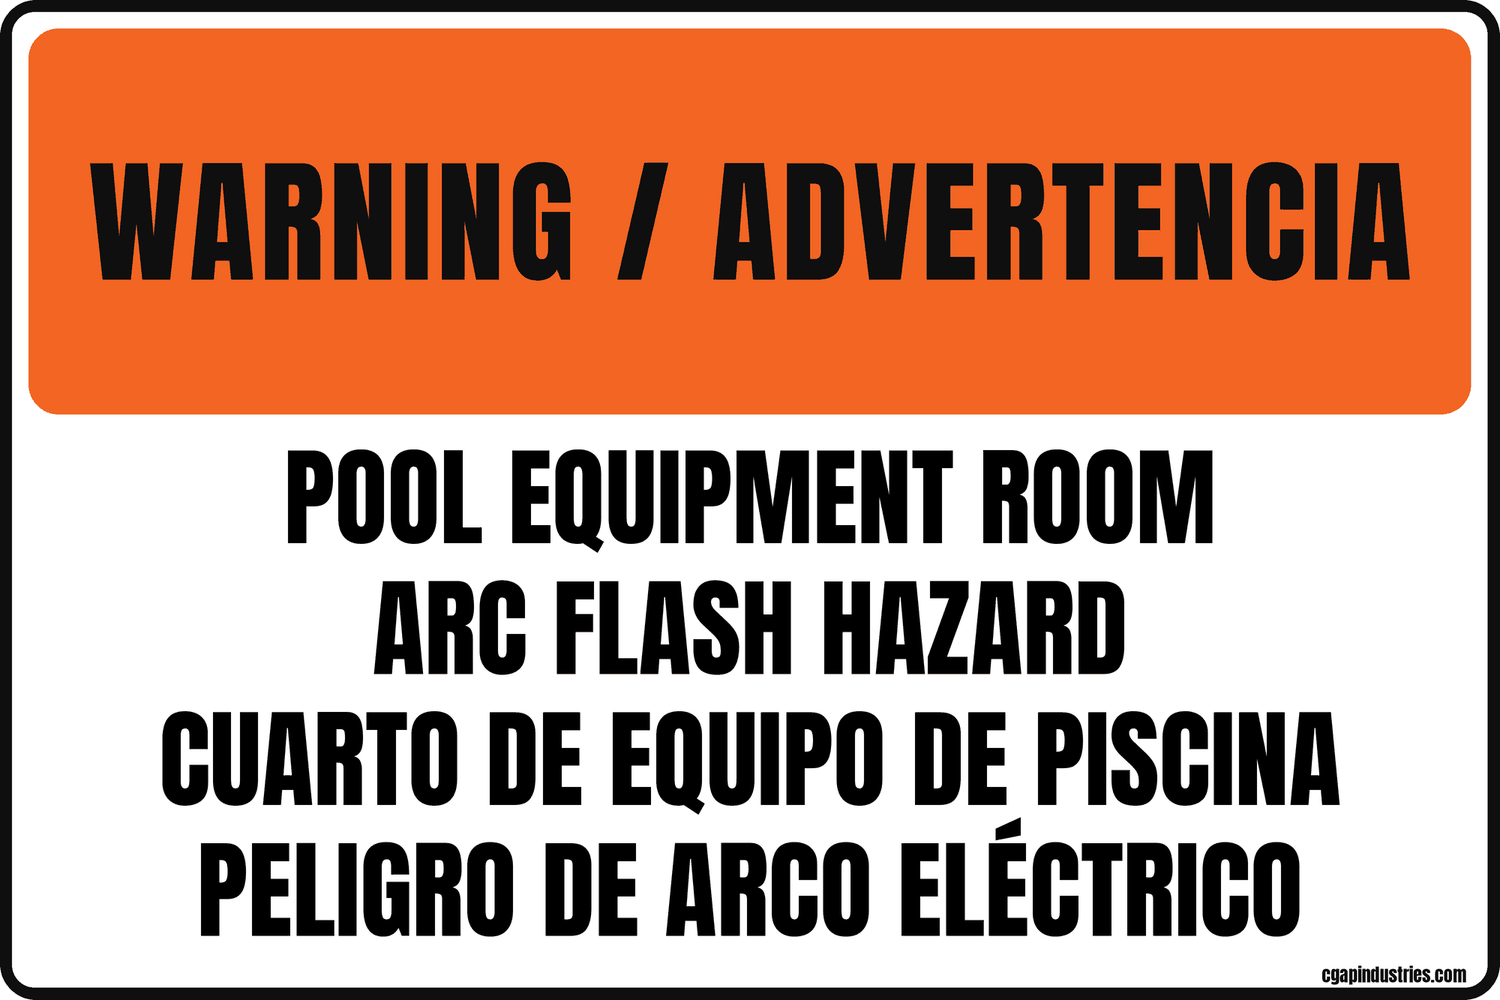 WARNING / ADVERTENCIA
POOL EQUIPMENT ROOM
ARC FLASH HAZARD
CUARTO DE EQUIPO DE PISCINA
PELIGRO DE ARCO ELÉCTRICO
cgapindustries.com